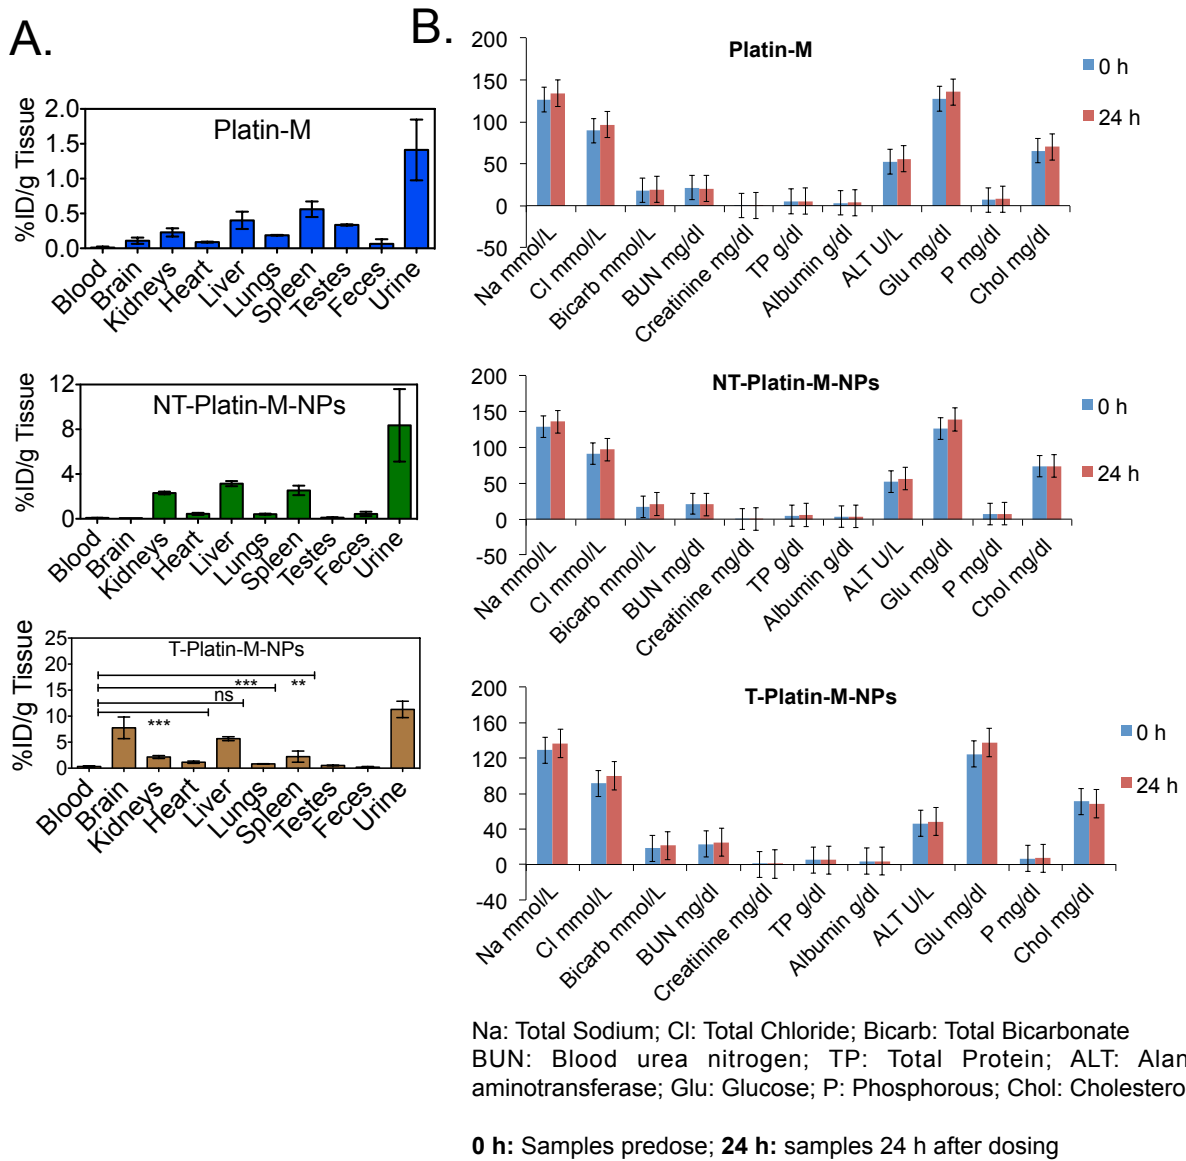 A.
Platin-M
%ID/g Tissue
2.0
1.5
1.0
0.5
0.0
Blood
Brain
Kidneys
Heart
Liver
Lungs
Spleen
Testes
Feces
Urine
NT-Platin-M-NPs
%ID/g Tissue
12
8
4
0
Blood
Brain
Kidneys
Heart
Liver
Lungs
Spleen
Testes
Feces
Urine
T-Platin-M-NPs
%ID/g Tissue
25
20
15
10
5
0
*** **
ns
***
Blood
Brain
Kidneys
Heart
Liver
Lungs
Spleen
Testes
Feces
Urine
B.
Platin-M
200
150
100
50
0
-50
0 h
24 h
Na mmol/L
Cl mmol/L
Bicarb mmol/L
BUN mg/dl
Creatinine mg/dl
TP g/dl
Albumin g/dl
ALT U/L
Glu mg/dl
P mg/dl
Chol mg/dl
NT-Platin-M-NPs
200
150
100
50
0
-50
0 h
24 h
Na mmol/L
Cl mmol/L
Bicarb mmol/L
BUN mg/dl
Creatinine mg/dl
TP g/dl
Albumin g/dl
ALT U/L
Glu mg/dl
P mg/dl
Chol mg/dl
T-Platin-M-NPs
200
160
120
80
40
0
-40
0 h
24 h
Na mmol/L
Cl mmol/L
Bicarb mmol/L
BUN mg/dl
Creatinine mg/dl
TP g/dl
Albumin g/dl
ALT U/L
Glu mg/dl
P mg/dl
Chol mg/dl
Na: Total Sodium; Cl: Total Chloride; Bicarb: Total Bicarbonate
BUN: Blood urea nitrogen; TP: Total Protein; ALT: Alan
aminotransferase; Glu: Glucose; P: Phosphorous; Chol: Cholestero
0 h: Samples predose; 24 h: samples 24 h after dosing